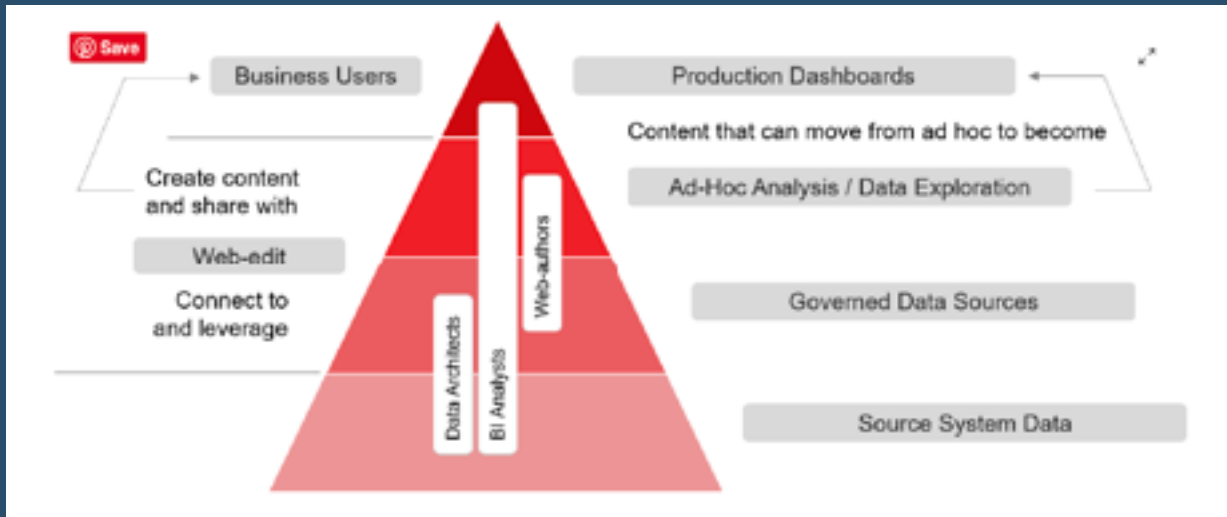 Save
Business Users
Production Dashboards
Content that can move from ad hoc to become
Create content
and share with
Ad-Hoc Analysis / Data Exploration
Web-edit
Connect to
and leverage
Governed Data Sources
Source System Data
Data Architects
BI Analysts
Web-authors